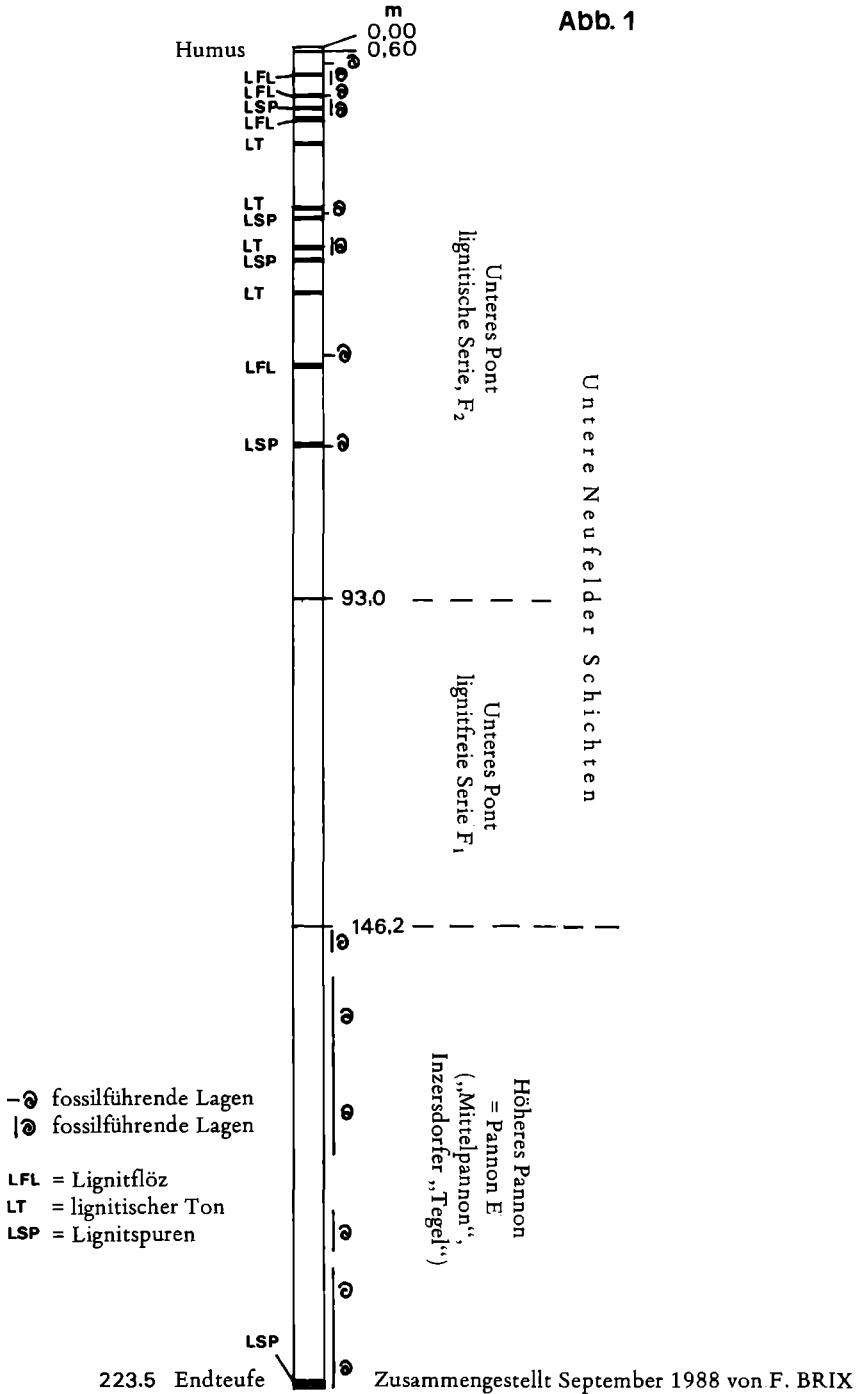 Abb. 1
m
0,00
Humus
0,60
LFL
LFL
LSP
LFL
LT
LT
LSP
LT
LSP
LT
LFL
LSP
Unteres Pont
lignitische Serie, F₂
Untere Neufelder Schichten
93,0
Unteres Pont
lignitfreie Serie F₁
146,2
Höheres Pannon
= Pannon E
(„Mittelpannon“,
Inzersdorfer „Tegel“)
fossilführende Lagen
fossilführende Lagen
LFL = Lignitflöz
LT = lignitischer Ton
LSP = Lignitspuren
LSP
223.5 Endteufe
Zusammengestellt September 1988 von F. BRIX